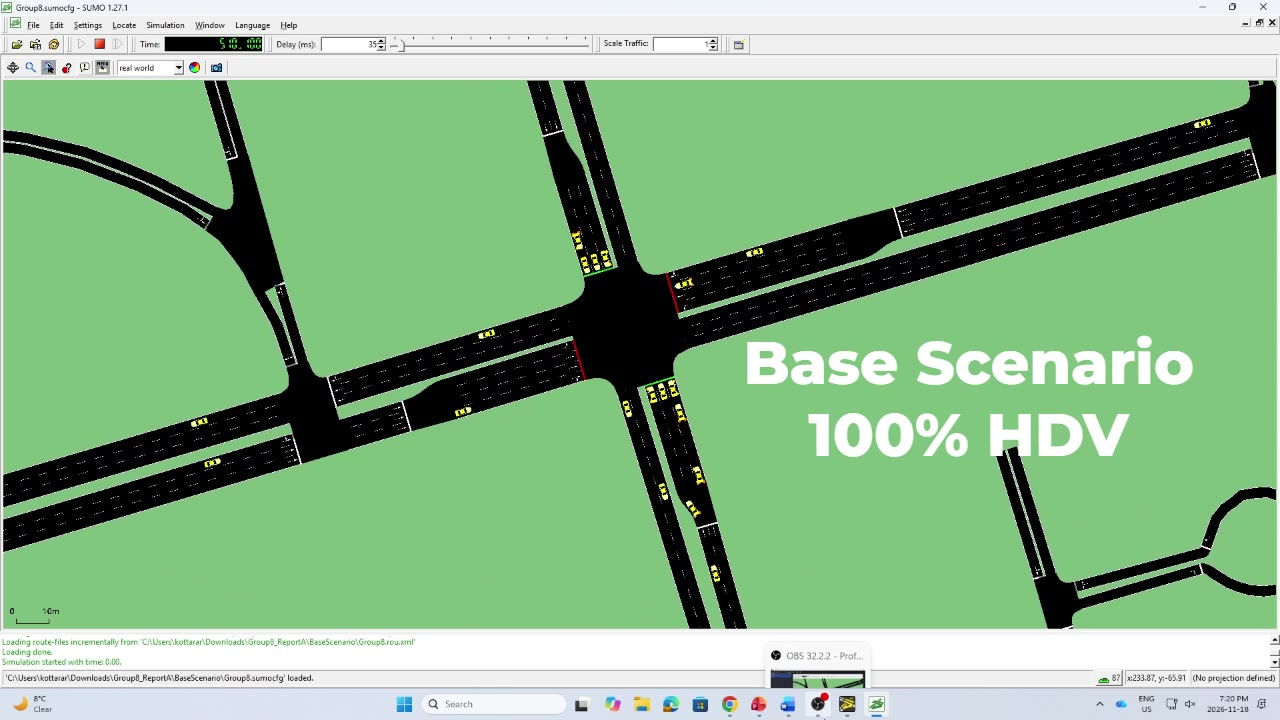 Group8.sumocfg - SUMO 1.27.1
File Edit Settings Locate Simulation Window Language Help
Time: 510,100 Delay (ms): 35 Scale Traffic: 1
real world
Base Scenario
100% HDV
0 10m
Loading route-files incrementally from 'C:\Users\kottarar\Downloads\Group8_ReportA\BaseScenario\Group8.rou.xml'
Loading done.
Simulation started with time: 0.00.
OBS 32.2.2 - Prof...
'C:\Users\kottarar\Downloads\Group8_ReportA\BaseScenario\Group8.sumocfg' loaded.
87 x:233.87, y:-65.91 (No projection defined)
8°C
Clear
Search
ENG
US
7:20 PM
2026-11-18